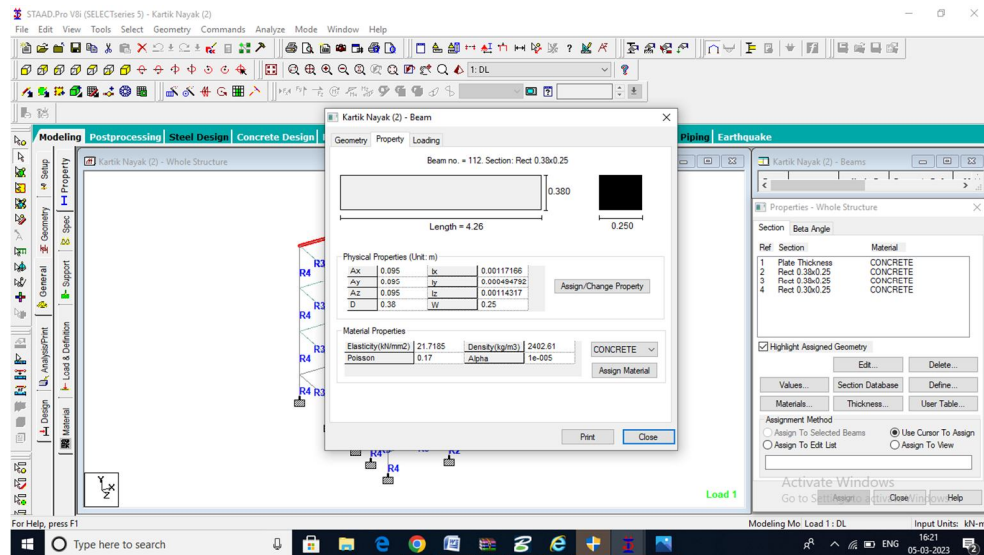 STAAD.Pro V8i (SELECTseries 5) - Kartik Nayak (2)
File Edit View Tools Select Geometry Commands Analyze Mode Window Help
1: DL
Modeling Postprocessing Steel Design Concrete Design Piping Earthquake
Kartik Nayak (2) - Whole Structure
Kartik Nayak (2) - Beam
Geometry Property Loading
Beam no. = 112. Section: Rect 0.38x0.25
0.380
Length = 4.26
0.250
Physical Properties (Unit: m)
Ax 0.095 Ix 0.00117166
Ay 0.095 Iy 0.000494792
Az 0.095 Iz 0.00114317
D 0.38 W 0.25
Assign/Change Property
Material Properties
Elasticity(kN/mm2) 21.7185 Density(kg/m3) 2402.61
Poisson 0.17 Alpha 1e-005
CONCRETE
Assign Material
Print Close
Kartik Nayak (2) - Beams
Properties - Whole Structure
Section Beta Angle
Ref Section Material
1 Plate Thickness CONCRETE
2 Rect 0.38x0.25 CONCRETE
3 Rect 0.38x0.25 CONCRETE
4 Rect 0.30x0.25 CONCRETE
Highlight Assigned Geometry
Edit... Delete...
Values... Section Database Define...
Materials... Thickness... User Table...
Assignment Method
Assign To Selected Beams Use Cursor To Assign
Assign To Edit List Assign To View
Assign Close Help
Activate Windows
Setup
Property
Geometry
Spec
General
Support
Analysis/Print
Load & Definition
Design
Material
R3
R4
R3
R4
R3
R4
R4 R3
R4
R2
R4
Y
X
Z
Load 1
For Help, press F1
Modeling Mo Load 1 : DL Input Units: kN-m
Type here to search
ENG
16:21
05-03-2023
2